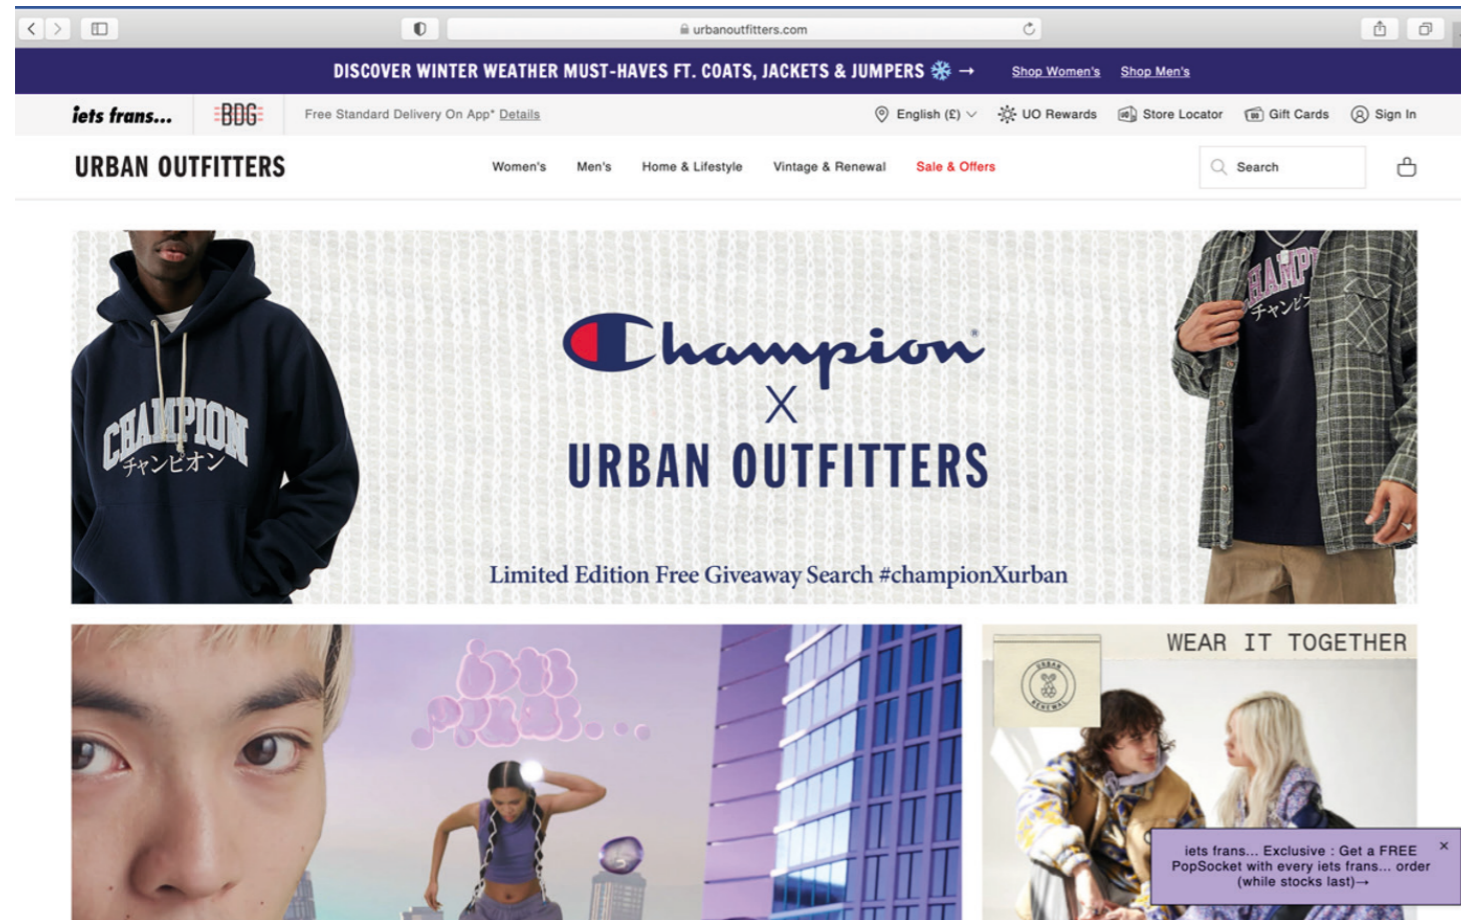 urbanoutfitters.com
DISCOVER WINTER WEATHER MUST-HAVES FT. COATS, JACKETS & JUMPERS ❄ → Shop Women's Shop Men's
iets frans... BDG Free Standard Delivery On App* Details English (£) UO Rewards Store Locator Gift Cards Sign In
URBAN OUTFITTERS Women's Men's Home & Lifestyle Vintage & Renewal Sale & Offers Search
CHAMPION
チャンピオン
Champion®
X
URBAN OUTFITTERS
Limited Edition Free Giveaway Search #championXurban
HAMP
チャンピ
WEAR IT TOGETHER
URBAN
RENEWAL
iets frans... Exclusive : Get a FREE
PopSocket with every iets frans... order
(while stocks last)→